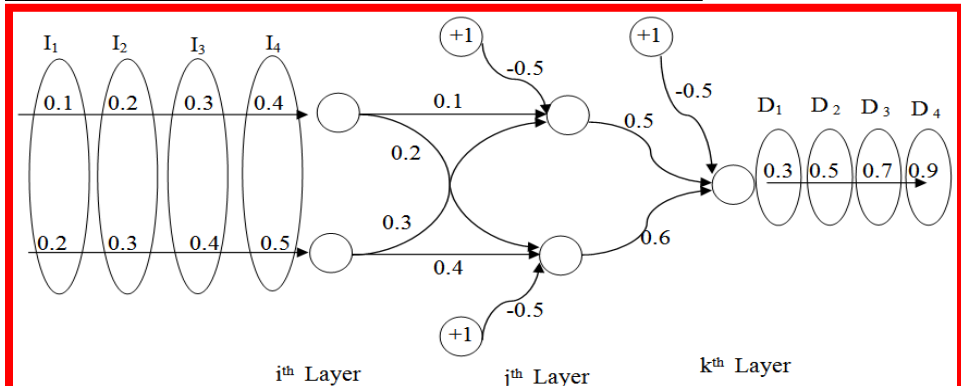 +1 +1
I₁ I₂ I₃ I₄
-0.5 -0.5
0.1 0.2 0.3 0.4 0.1 0.5 D₁ D₂ D₃ D₄
0.2
0.3 0.5 0.7 0.9
0.3
0.2 0.3 0.4 0.5 0.4 0.6
-0.5
+1
iᵗʰ Layer jᵗʰ Layer kᵗʰ Layer